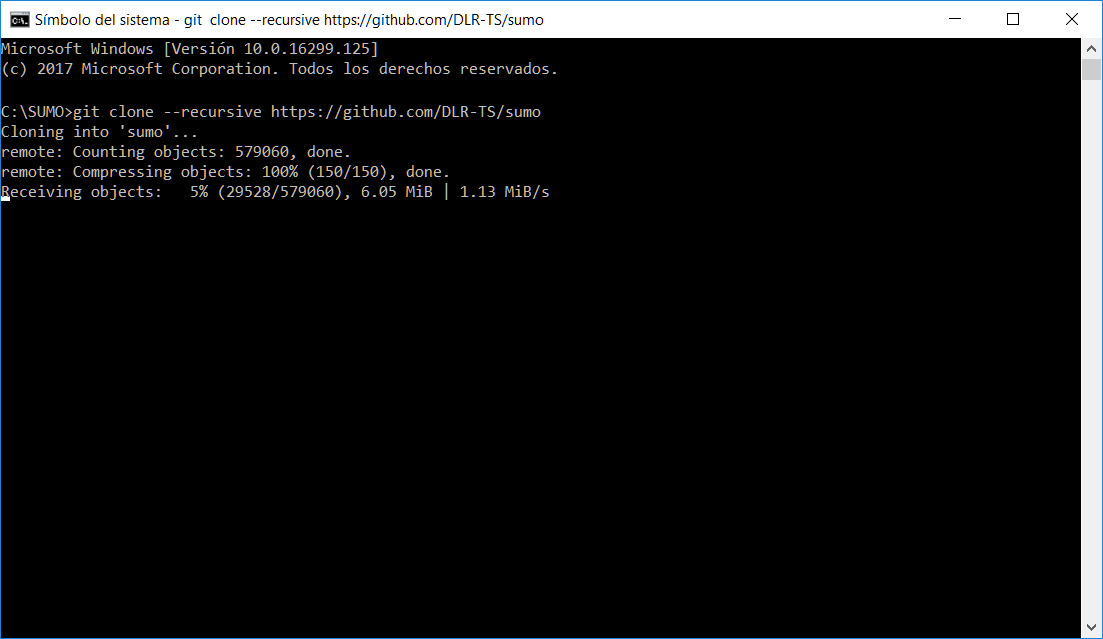 Símbolo del sistema - git  clone --recursive https://github.com/DLR-TS/sumo
Microsoft Windows [Versión 10.0.16299.125]
(c) 2017 Microsoft Corporation. Todos los derechos reservados.
C:\SUMO>git clone --recursive https://github.com/DLR-TS/sumo
Cloning into 'sumo'...
remote: Counting objects: 579060, done.
remote: Compressing objects: 100% (150/150), done.
Receiving objects:   5% (29528/579060), 6.05 MiB | 1.13 MiB/s